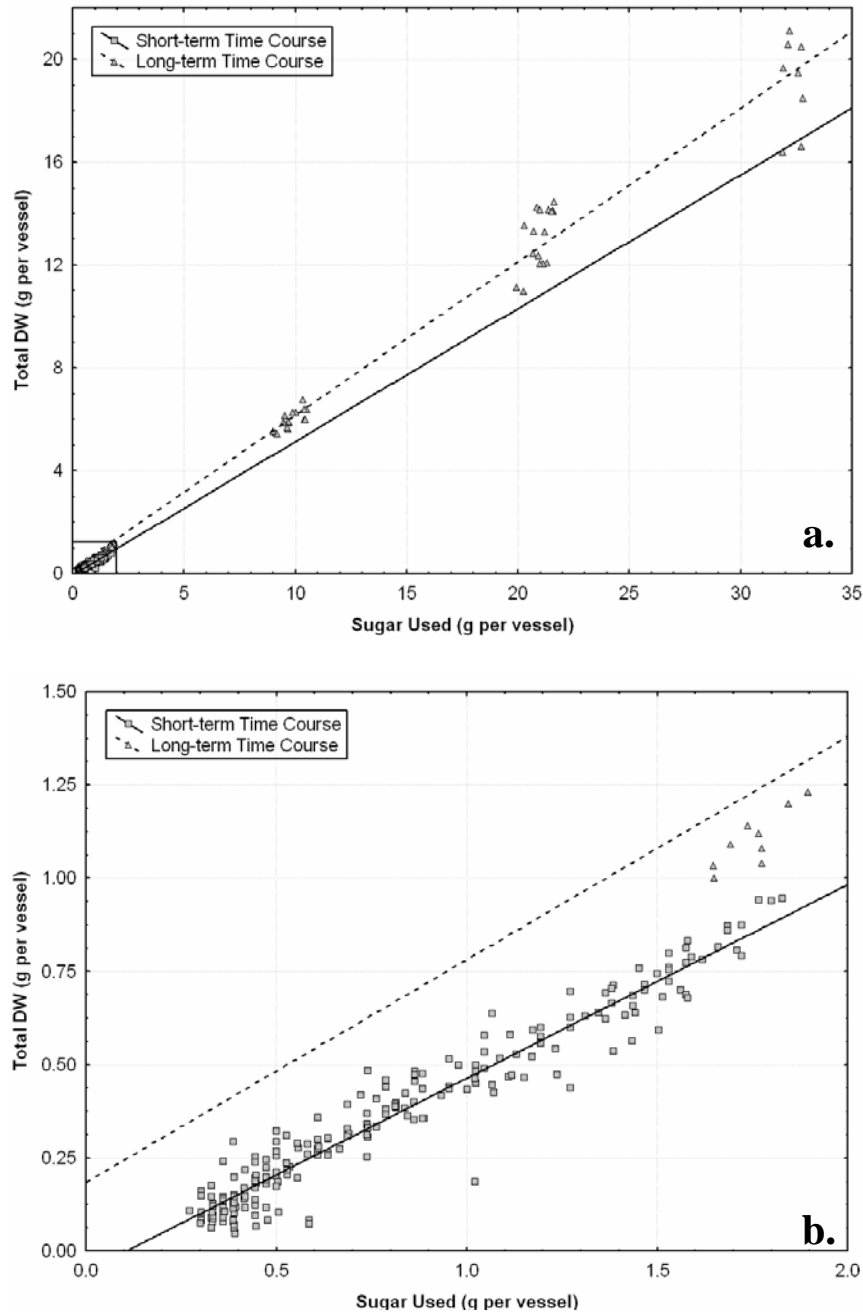 Short-term Time Course
Long-term Time Course
20
16
12
8
4
0
Total DW (g per vessel)
a.
0 5 10 15 20 25 30 35
Sugar Used (g per vessel)
1.50
1.25
1.00
0.75
0.50
0.25
0.00
Short-term Time Course
Long-term Time Course
Total DW (g per vessel)
b.
0.0 0.5 1.0 1.5 2.0
Sugar Used (g per vessel)